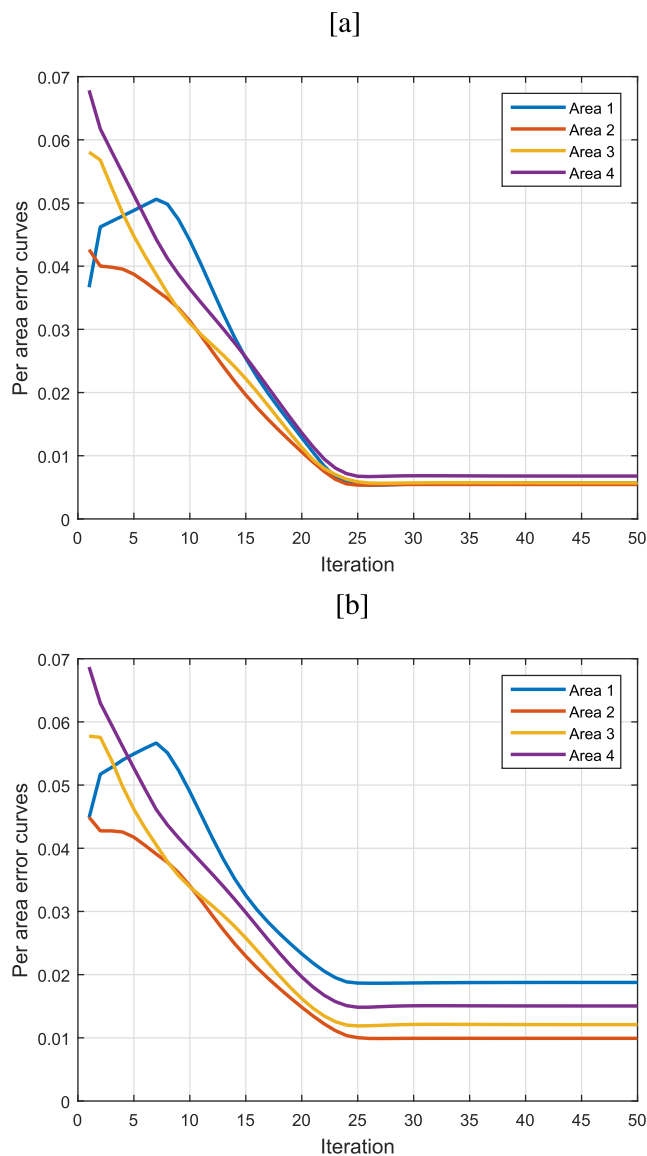 [a]
Per area error curves
0.07
0.06
0.05
0.04
0.03
0.02
0.01
0
Area 1
Area 2
Area 3
Area 4
0 5 10 15 20 25 30 35 40 45 50
Iteration
[b]
Per area error curves
0.07
0.06
0.05
0.04
0.03
0.02
0.01
0
Area 1
Area 2
Area 3
Area 4
0 5 10 15 20 25 30 35 40 45 50
Iteration